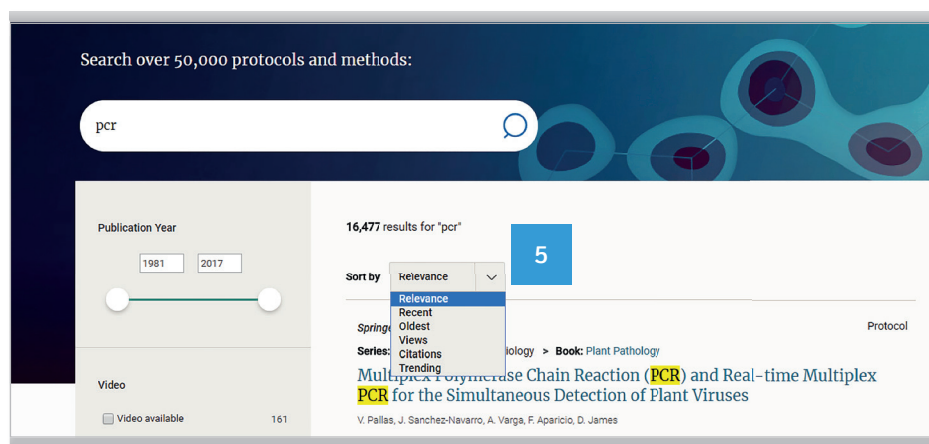 Search over 50,000 protocols and methods:
pcr
Publication Year
1981 2017
Video
Video available 161
16,477 results for "pcr"
5
Sort by Relevance
Relevance
Recent
Oldest
Views
Citations
Trending
Protocol
Series: > Book: Plant Pathology
Multiplex Polymerase Chain Reaction (PCR) and Real-time Multiplex
PCR for the Simultaneous Detection of Plant Viruses
V. Pallas, J. Sanchez-Navarro, A. Varga, F. Aparicio, D. James